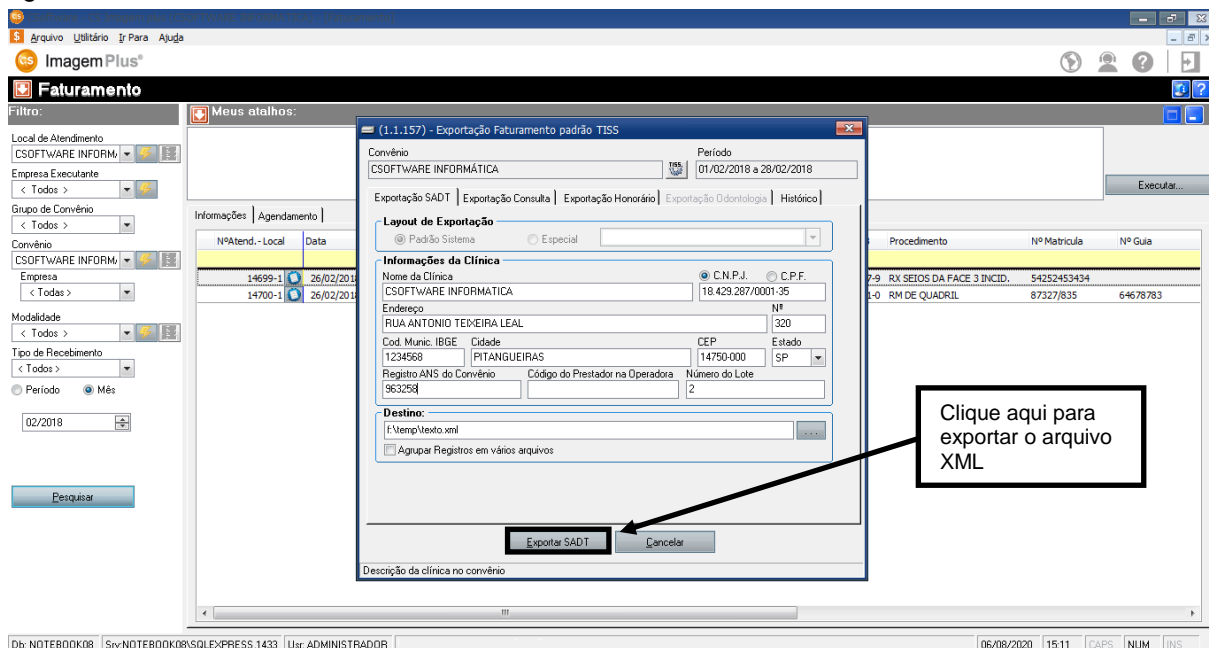 Arquivo Utilitário Ir Para Ajuda
ImagemPlus®
Faturamento
Filtro:
Meus atalhos:
Local de Atendimento
CSOFTWARE INFORM
Empresa Executante
< Todos >
Grupo de Convênio
< Todos >
Convênio
CSOFTWARE INFORM
Empresa
< Todas >
Modalidade
< Todos >
Tipo de Recebimento
< Todos >
Período Mês
02/2018
Pesquisar
Executar...
Informações Agendamento
NºAtend.-Local Data Procedimento Nº Matricula Nº Guia
14699-1 26/02/201 7-9 RX SEIOS DA FACE 3 INCID. 54252453434
14700-1 26/02/201 1-0 RM DE QUADRIL 87327/835 64678783
(1.1.157) - Exportação Faturamento padrão TISS
Convênio Período
CSOFTWARE INFORMÁTICA TISS 01/02/2018 a 28/02/2018
Exportação SADT Exportação Consulta Exportação Honorário Exportação Odontologia Histórico
Layout de Exportação
Padrão Sistema Especial
Informações da Clínica
Nome da Clínica C.N.P.J. C.P.F.
CSOFTWARE INFORMATICA 18.429.287/0001-35
Endereço Nº
RUA ANTONIO TEIXEIRA LEAL 320
Cod. Munic. IBGE Cidade CEP Estado
1234568 PITANGUEIRAS 14750-000 SP
Registro ANS do Convênio Código do Prestador na Operadora Número do Lote
963258 2
Destino:
f:\temp\texto.xml ...
Agrupar Registros em vários arquivos
Exportar SADT Cancelar
Descrição da clínica no convênio
Clique aqui para
exportar o arquivo
XML
Db: NOTEBOOK08 Srv:NOTEBOOK08\SQLEXPRESS,1433 Usr: ADMINISTRADOR 06/08/2020 15:11 CAPS NUM INS